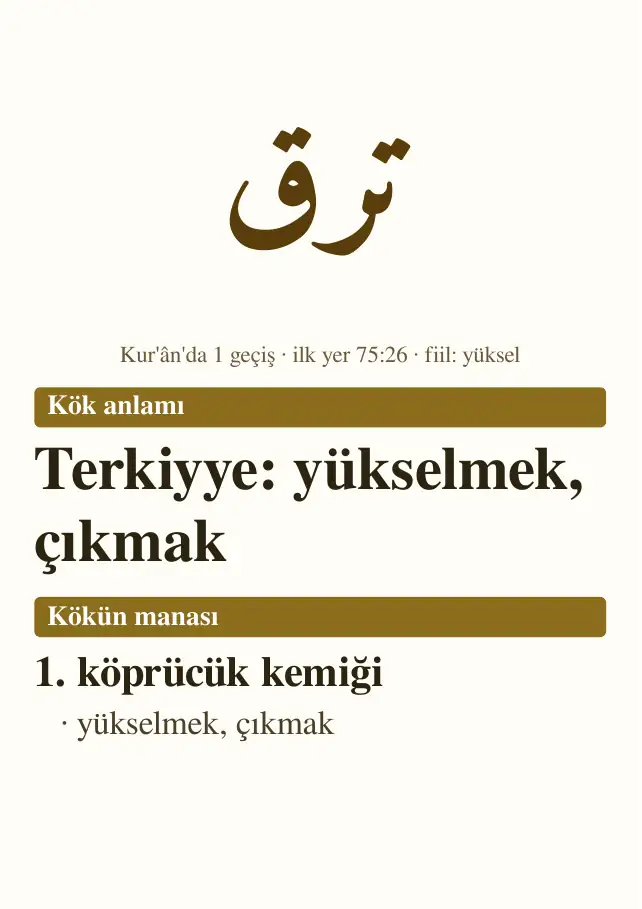 ترق
Kur'ân'da 1 geçiş · ilk yer 75:26 · fiil: yüksel
Kök anlamı
Terkiyye: yükselmek,
çıkmak
Kökün manası
1. köprücük kemiği
· yükselmek, çıkmak